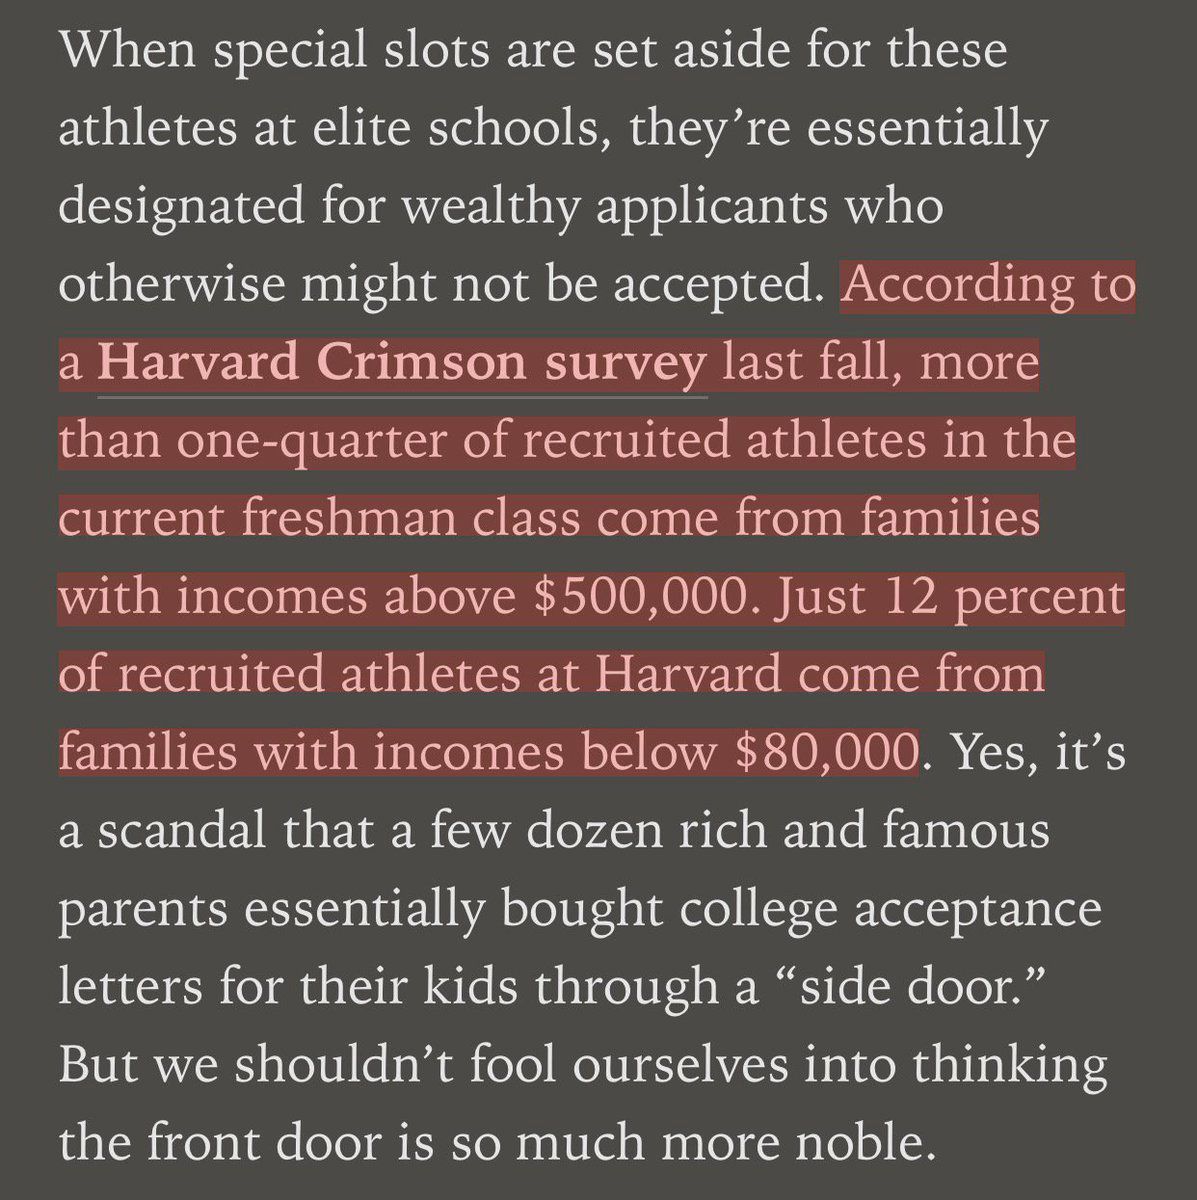 When special slots are set aside for these
athletes at elite schools, they’re essentially
designated for wealthy applicants who
otherwise might not be accepted. According to
a Harvard Crimson survey last fall, more
than one-quarter of recruited athletes in the
current freshman class come from families
with incomes above $500,000. Just 12 percent
of recruited athletes at Harvard come from
families with incomes below $80,000. Yes, it’s
a scandal that a few dozen rich and famous
parents essentially bought college acceptance
letters for their kids through a “side door.”
But we shouldn’t fool ourselves into thinking
the front door is so much more noble.